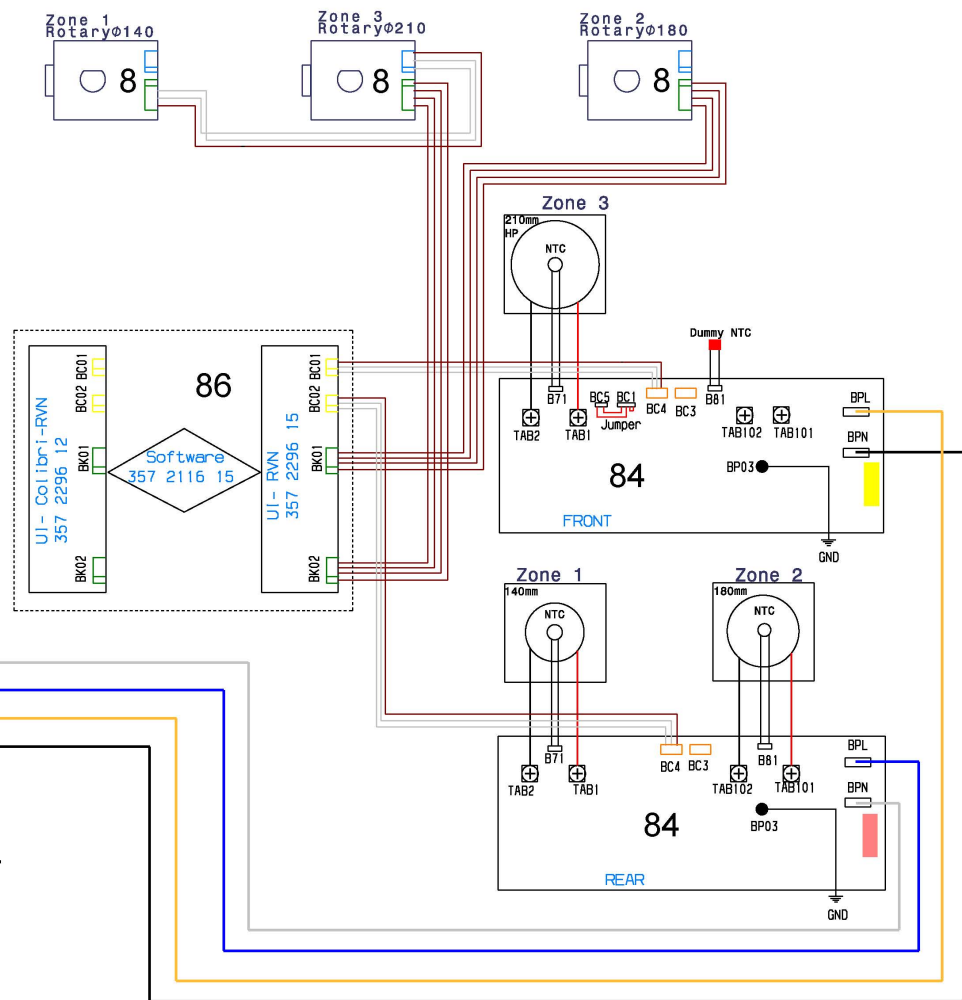 Zone 1
RotaryΦ140
Zone 3
RotaryΦ210
Zone 2
RotaryΦ180
8
8
8
Zone 3
210mm
HP
NTC
Dummy NTC
B71
BC5
BC1
Jumper
BC4
BC3
B81
TAB2
TAB1
TAB102
TAB101
BPL
BPN
BP03
84
FRONT
GND
BC01
BC02
BK01
BK02
UI- Colibri-RVN
357 2296 12
86
Software
357 2116 15
UI- RVN
357 2296 15
BC01
BC02
BK01
BK02
Zone 1
140mm
NTC
Zone 2
180mm
NTC
B71
TAB2
TAB1
BC4
BC3
B81
TAB102
TAB101
BPL
BPN
BP03
84
REAR
GND